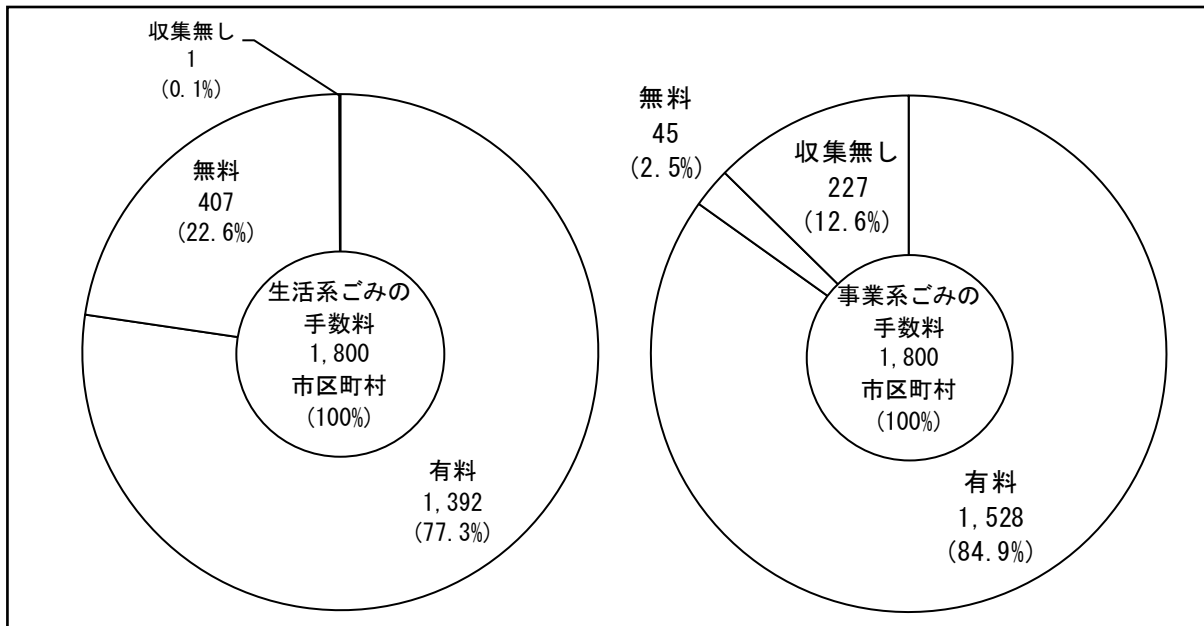 収集無し
1
(0.1%)
無料
407
(22.6%)
生活系ごみの
手数料
1,800
市区町村
(100%)
有料
1,392
(77.3%)
無料
45
(2.5%)
収集無し
227
(12.6%)
事業系ごみの
手数料
1,800
市区町村
(100%)
有料
1,528
(84.9%)